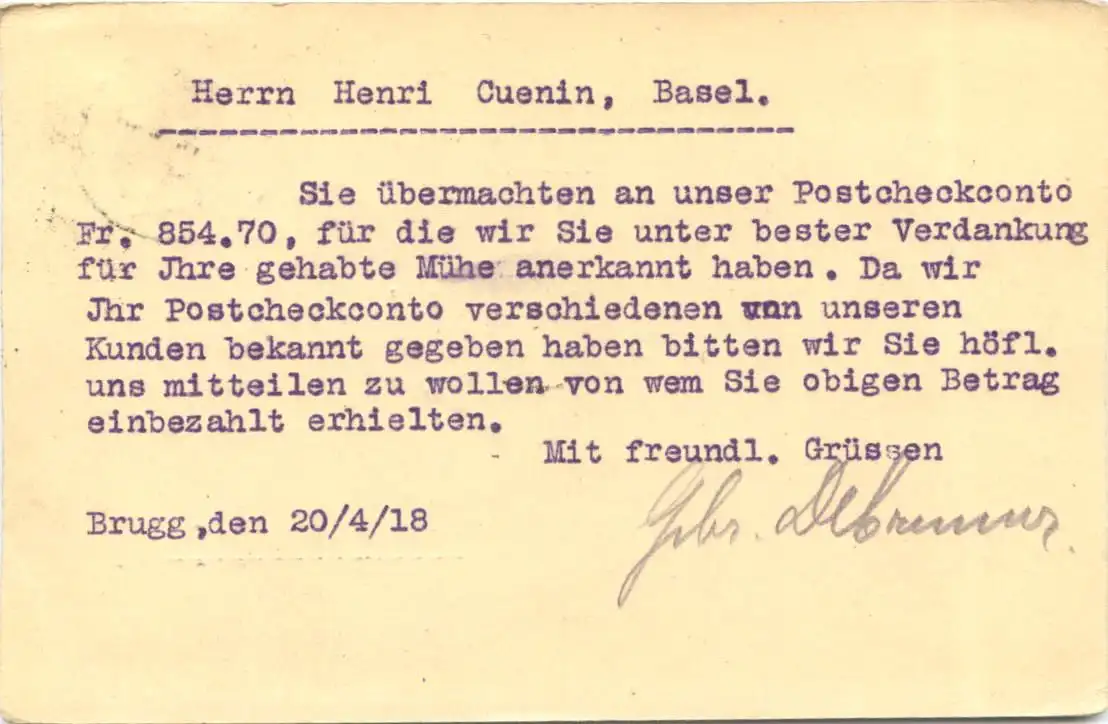 Herrn Henri Cuenin, Basel.
Sie übermachten an unser Postcheckconto
Fr. 854.70, für die wir Sie unter bester Verdankung
für Jhre gehabte Mühe anerkannt haben. Da wir
Jhr Postcheckconto verschiedenen von unseren
Kunden bekannt gegeben haben bitten wir Sie höfl.
uns mitteilen zu wollen von wem Sie obigen Betrag
einbezahlt erhielten.
Mit freundl. Grüssen
Brugg,den 20/4/18
Gebr. Debrunner